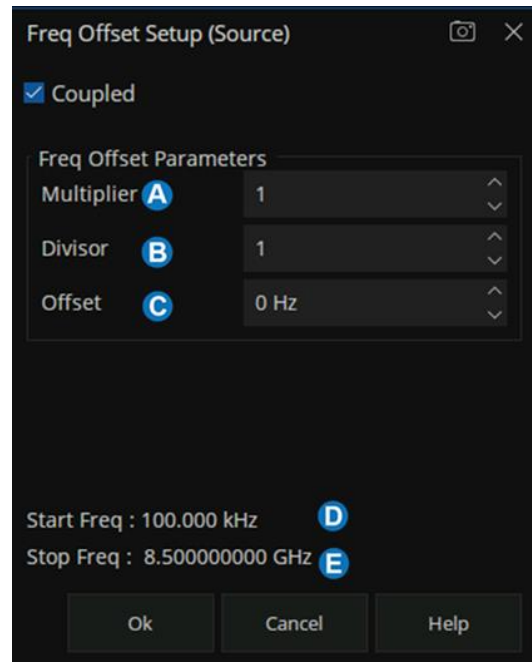 Freq Offset Setup (Source)
Coupled
Freq Offset Parameters
Multiplier A 1
Divisor B 1
Offset C 0 Hz
Start Freq : 100.000 kHz D
Stop Freq : 8.500000000 GHz E
Ok Cancel Help